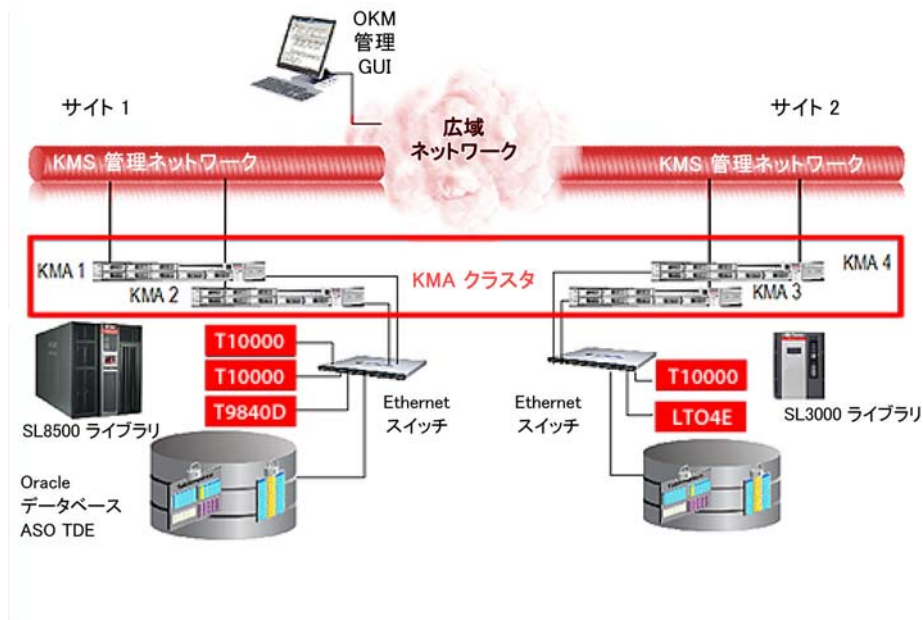 OKM
管理
GUI
サイト 1
サイト 2
広域
ネットワーク
KMS 管理ネットワーク
KMS 管理ネットワーク
KMA 1
KMA 2
KMA クラスタ
KMA 4
KMA 3
T10000
T10000
T9840D
SL8500 ライブラリ
Ethernet
スイッチ
Ethernet
スイッチ
T10000
LTO4E
SL3000 ライブラリ
Oracle
データベース
ASO TDE